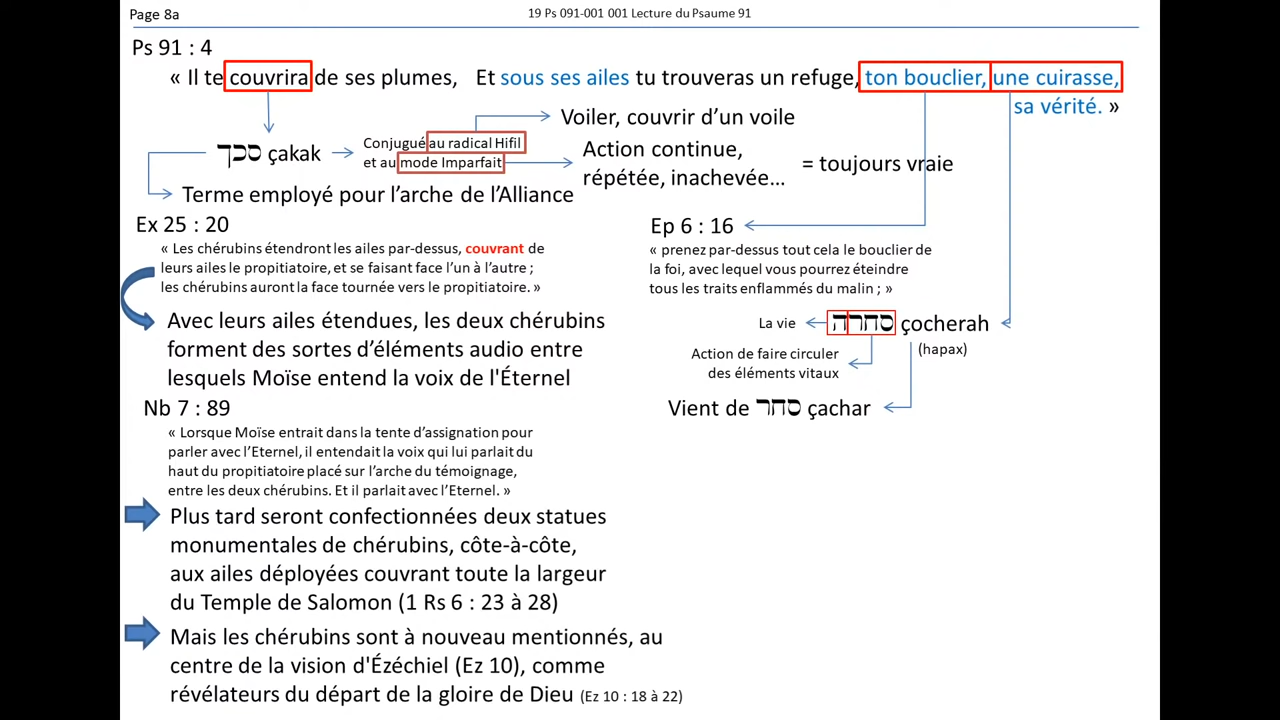 Page 8a
19 Ps 091-001 001 Lecture du Psaume 91
Ps 91 : 4
« Il te couvrira de ses plumes, Et sous ses ailes tu trouveras un refuge, ton bouclier, une cuirasse,
sa vérité. »
סכך çakak
Conjugué au radical Hifil
et au mode Imparfait
Voiler, couvrir d’un voile
Action continue,
répétée, inachevée…
= toujours vraie
Terme employé pour l’arche de l’Alliance
Ex 25 : 20
« Les chérubins étendront les ailes par-dessus, couvrant de
leurs ailes le propitiatoire, et se faisant face l’un à l’autre ;
les chérubins auront la face tournée vers le propitiatoire. »
Avec leurs ailes étendues, les deux chérubins
forment des sortes d’éléments audio entre
lesquels Moïse entend la voix de l'Éternel
Nb 7 : 89
« Lorsque Moïse entrait dans la tente d’assignation pour
parler avec l’Eternel, il entendait la voix qui lui parlait du
haut du propitiatoire placé sur l’arche du témoignage,
entre les deux chérubins. Et il parlait avec l’Eternel. »
Plus tard seront confectionnées deux statues
monumentales de chérubins, côte-à-côte,
aux ailes déployées couvrant toute la largeur
du Temple de Salomon (1 Rs 6 : 23 à 28)
Mais les chérubins sont à nouveau mentionnés, au
centre de la vision d'Ézéchiel (Ez 10), comme
révélateurs du départ de la gloire de Dieu (Ez 10 : 18 à 22)
Ep 6 : 16
« prenez par-dessus tout cela le bouclier de
la foi, avec lequel vous pourrez éteindre
tous les traits enflammés du malin ; »
La vie
סחרה çocherah
(hapax)
Action de faire circuler
des éléments vitaux
Vient de סחר çachar